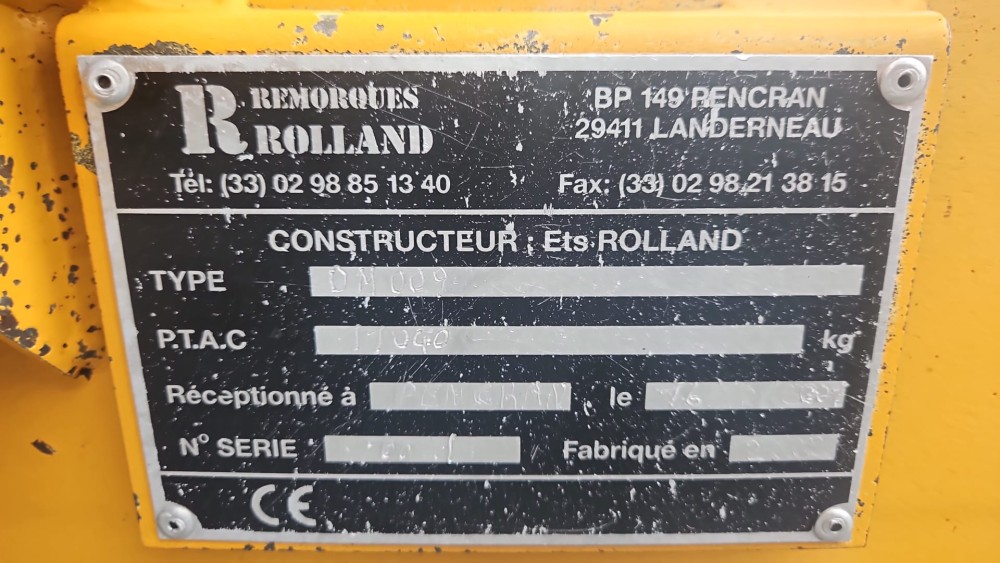 R REMORQUES
ROLLAND
BP 149 PENCRAN
29411 LANDERNEAU
Tél: (33) 02 98 85 13 40 Fax: (33) 02 98 21 38 15
CONSTRUCTEUR : Ets ROLLAND
TYPE
P.T.A.C kg
Réceptionné à le
N° SERIE Fabriqué en
CE